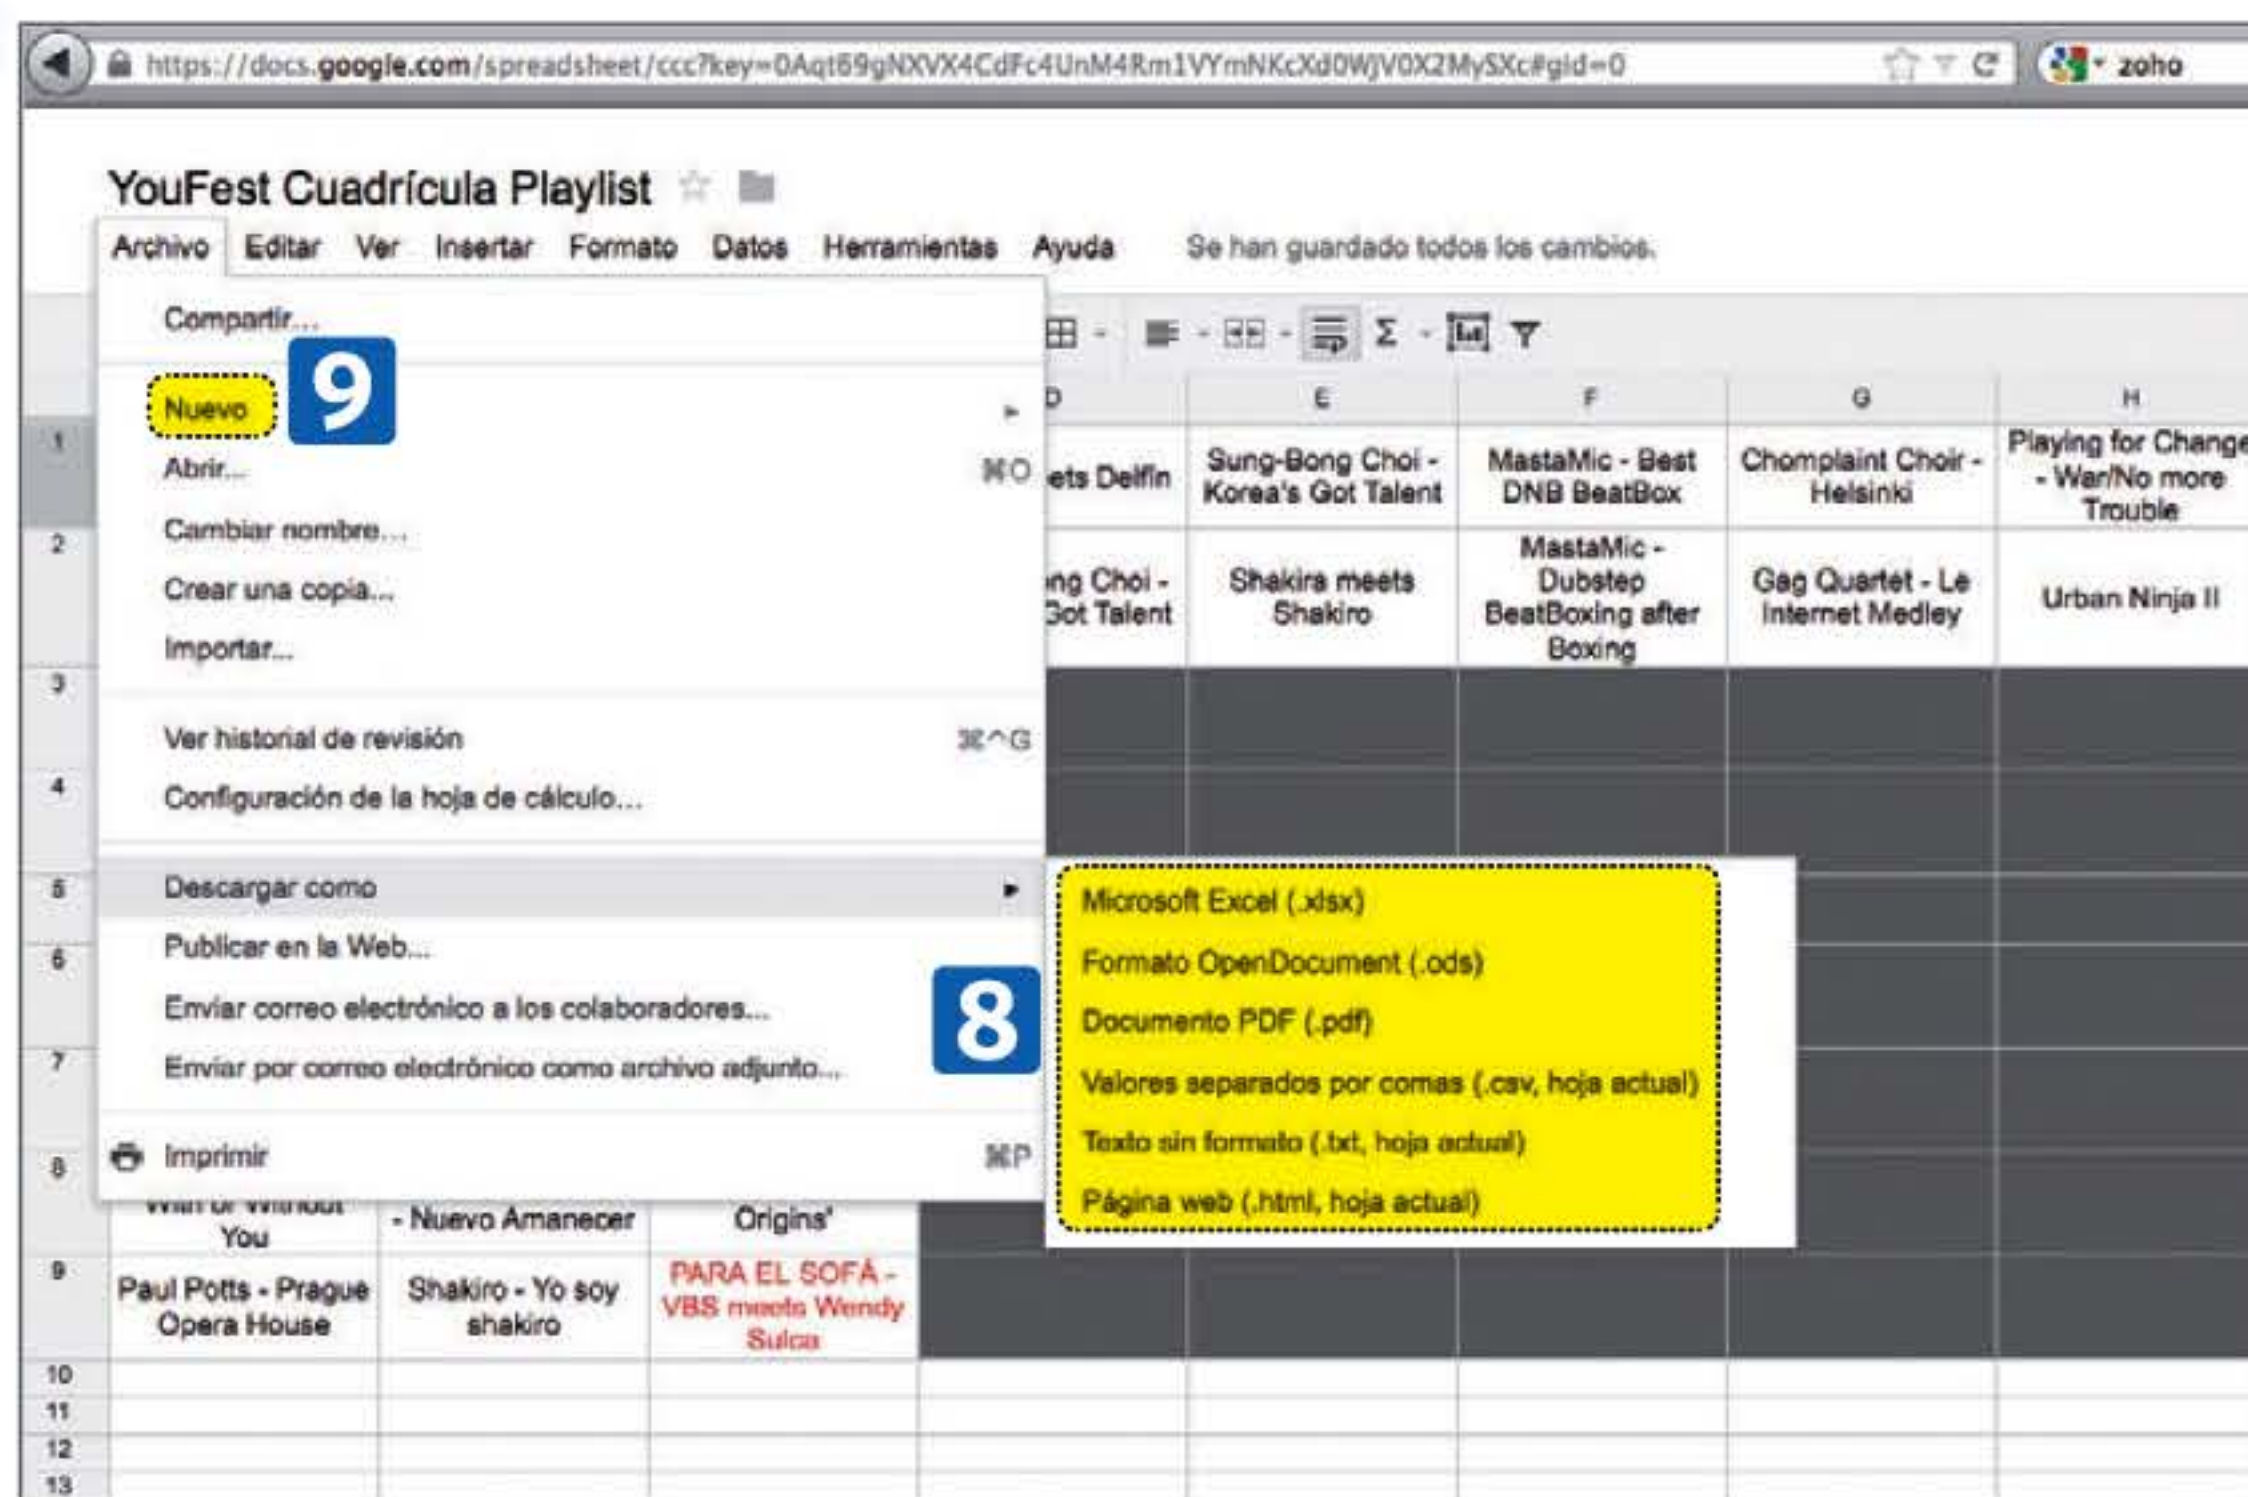 https://docs.google.com/spreadsheet/ccc?key=0Aqt69gNXVX4CdFc4UnM4Rm1VYmNKcXd0WjV0X2MySXc#gid=0
zoho
YouFest Cuadrícula Playlist
Archivo Editar Ver Insertar Formato Datos Herramientas Ayuda Se han guardado todos los cambios.
Compartir...
Nuevo
9
Abrir... ⌘O
Cambiar nombre...
Crear una copia...
Importar...
Ver historial de revisión ⌘^G
Configuración de la hoja de cálculo...
Descargar como
Publicar en la Web...
Enviar correo electrónico a los colaboradores...
Enviar por correo electrónico como archivo adjunto...
Imprimir ⌘P
8
Microsoft Excel (.xlsx)
Formato OpenDocument (.ods)
Documento PDF (.pdf)
Valores separados por comas (.csv, hoja actual)
Texto sin formato (.txt, hoja actual)
Página web (.html, hoja actual)
Σ
D E F G H
1
ets Delfín
Sung-Bong Choi -
Korea's Got Talent
MastaMic - Best
DNB BeatBox
Chomplaint Choir -
Helsinki
Playing for Change
- War/No more
Trouble
2
ng Choi -
Got Talent
Shakira meets
Shakiro
MastaMic -
Dubstep
BeatBoxing after
Boxing
Gag Quartet - Le
Internet Medley
Urban Ninja II
3
4
5
6
7
8
With or Without
You
- Nuevo Amanecer
Origins'
9
Paul Potts - Prague
Opera House
Shakiro - Yo soy
shakiro
PARA EL SOFÁ -
VBS meets Wendy
Sulca
10
11
12
13